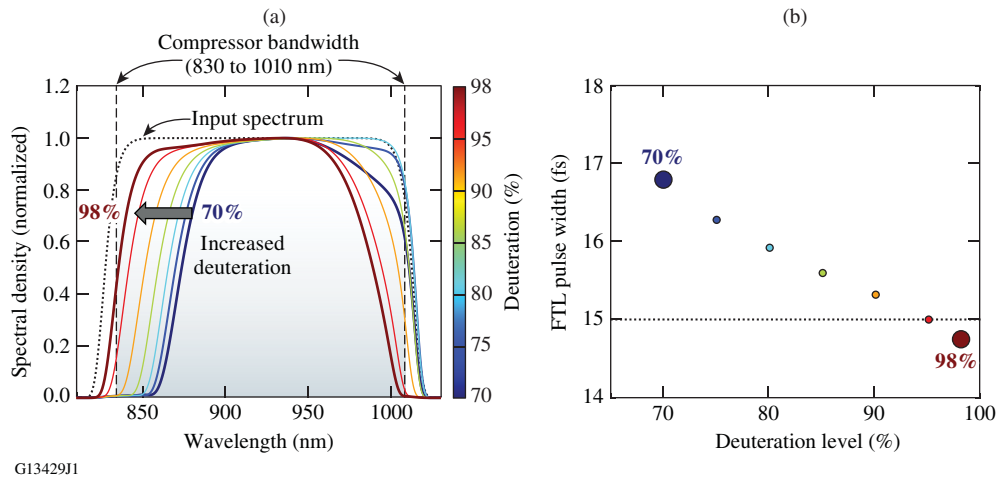 (a)
Compressor bandwidth
(830 to 1010 nm)
Input spectrum
98%
70%
Increased
deuteration
Spectral density (normalized)
1.2
1.0
0.8
0.6
0.4
0.2
0.0
850
900
950
1000
Wavelength (nm)
98
95
90
85
80
75
70
Deuteration (%)
(b)
FTL pulse width (fs)
18
17
16
15
14
70%
98%
70
80
90
100
Deuteration level (%)
G13429J1